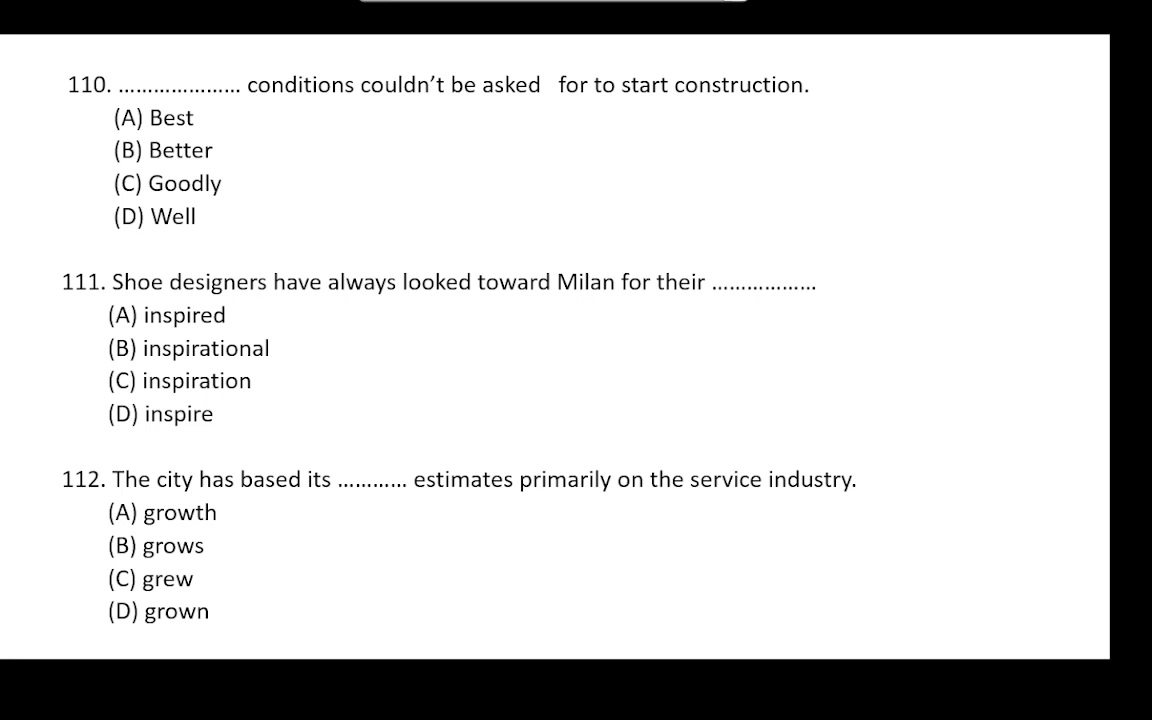 110. ..................... conditions couldn't be asked   for to start construction.
(A) Best
(B) Better
(C) Goodly
(D) Well
111. Shoe designers have always looked toward Milan for their ..................
(A) inspired
(B) inspirational
(C) inspiration
(D) inspire
112. The city has based its ............ estimates primarily on the service industry.
(A) growth
(B) grows
(C) grew
(D) grown